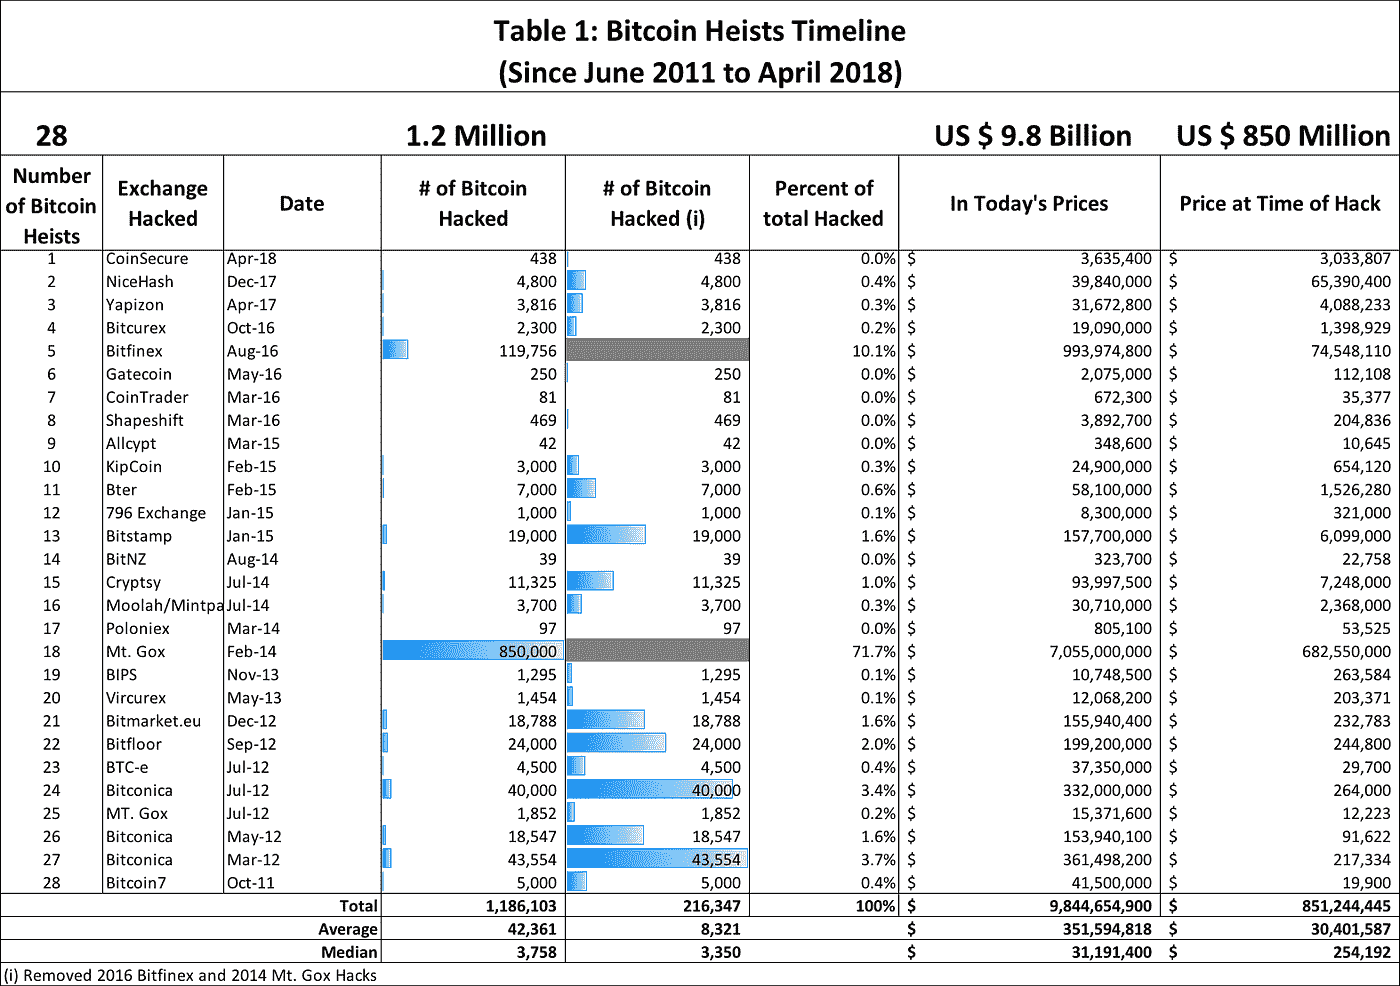 Table 1: Bitcoin Heists Timeline
(Since June 2011 to April 2018)
28 1.2 Million US $ 9.8 Billion US $ 850 Million
Number of Bitcoin Heists Exchange Hacked Date # of Bitcoin Hacked # of Bitcoin Hacked (i) Percent of total Hacked In Today's Prices Price at Time of Hack
1 CoinSecure Apr-18 438 438 0.0% $ 3,635,400 $ 3,033,807
2 NiceHash Dec-17 4,800 4,800 0.4% $ 39,840,000 $ 65,390,400
3 Yapizon Apr-17 3,816 3,816 0.3% $ 31,672,800 $ 4,088,233
4 Bitcurex Oct-16 2,300 2,300 0.2% $ 19,090,000 $ 1,398,929
5 Bitfinex Aug-16 119,756 10.1% $ 993,974,800 $ 74,548,110
6 Gatecoin May-16 250 250 0.0% $ 2,075,000 $ 112,108
7 CoinTrader Mar-16 81 81 0.0% $ 672,300 $ 35,377
8 Shapeshift Mar-16 469 469 0.0% $ 3,892,700 $ 204,836
9 Allcypt Mar-15 42 42 0.0% $ 348,600 $ 10,645
10 KipCoin Feb-15 3,000 3,000 0.3% $ 24,900,000 $ 654,120
11 Bter Feb-15 7,000 7,000 0.6% $ 58,100,000 $ 1,526,280
12 796 Exchange Jan-15 1,000 1,000 0.1% $ 8,300,000 $ 321,000
13 Bitstamp Jan-15 19,000 19,000 1.6% $ 157,700,000 $ 6,099,000
14 BitNZ Aug-14 39 39 0.0% $ 323,700 $ 22,758
15 Cryptsy Jul-14 11,325 11,325 1.0% $ 93,997,500 $ 7,248,000
16 Moolah/Mintpa Jul-14 3,700 3,700 0.3% $ 30,710,000 $ 2,368,000
17 Poloniex Mar-14 97 97 0.0% $ 805,100 $ 53,525
18 Mt. Gox Feb-14 850,000 71.7% $ 7,055,000,000 $ 682,550,000
19 BIPS Nov-13 1,295 1,295 0.1% $ 10,748,500 $ 263,584
20 Vircurex May-13 1,454 1,454 0.1% $ 12,068,200 $ 203,371
21 Bitmarket.eu Dec-12 18,788 18,788 1.6% $ 155,940,400 $ 232,783
22 Bitfloor Sep-12 24,000 24,000 2.0% $ 199,200,000 $ 244,800
23 BTC-e Jul-12 4,500 4,500 0.4% $ 37,350,000 $ 29,700
24 Bitconica Jul-12 40,000 40,000 3.4% $ 332,000,000 $ 264,000
25 MT. Gox Jul-12 1,852 1,852 0.2% $ 15,371,600 $ 12,223
26 Bitconica May-12 18,547 18,547 1.6% $ 153,940,100 $ 91,622
27 Bitconica Mar-12 43,554 43,554 3.7% $ 361,498,200 $ 217,334
28 Bitcoin7 Oct-11 5,000 5,000 0.4% $ 41,500,000 $ 19,900
Total 1,186,103 216,347 100% $ 9,844,654,900 $ 851,244,445
Average 42,361 8,321 $ 351,594,818 $ 30,401,587
Median 3,758 3,350 $ 31,191,400 $ 254,192
(i) Removed 2016 Bitfinex and 2014 Mt. Gox Hacks